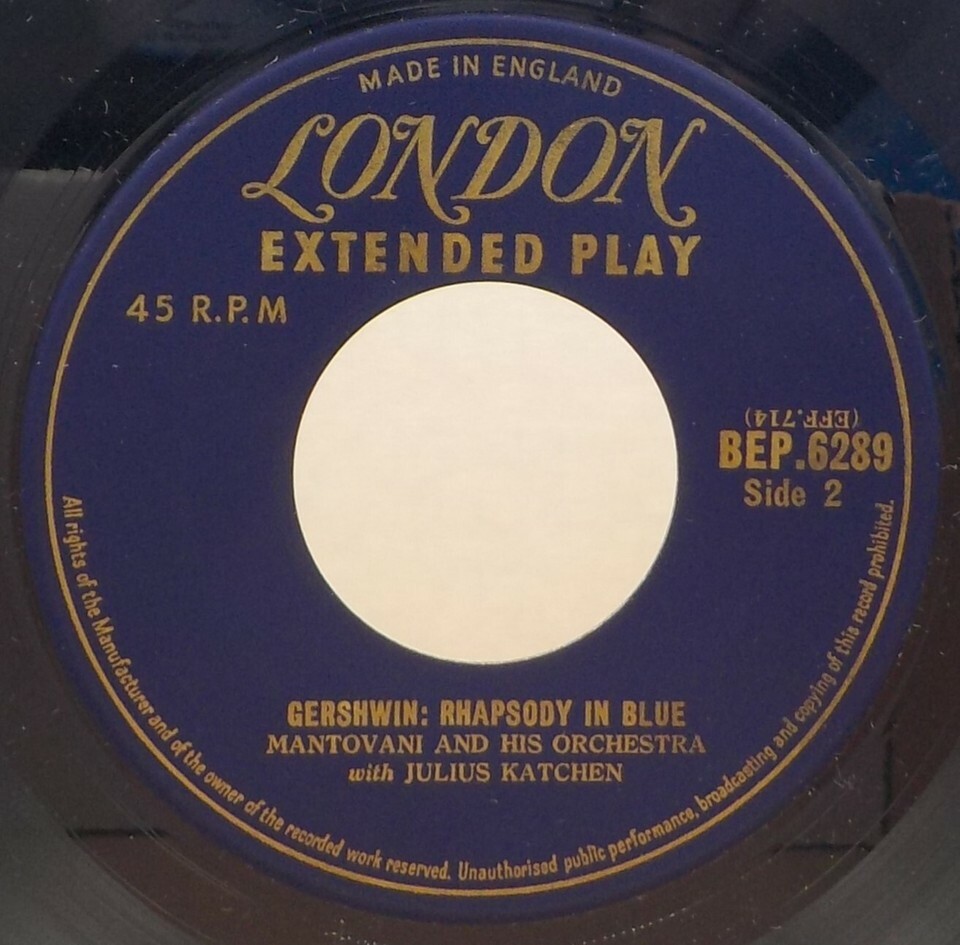 MADE IN ENGLAND
LONDON
EXTENDED PLAY
45 R.P.M
(EFF.714)
BEP.6289
Side 2
GERSHWIN: RHAPSODY IN BLUE
MANTOVANI AND HIS ORCHESTRA
with JULIUS KATCHEN
All rights of the Manufacturer and of the owner of the recorded work reserved. Unauthorised public performance, broadcasting and copying of this record prohibited.